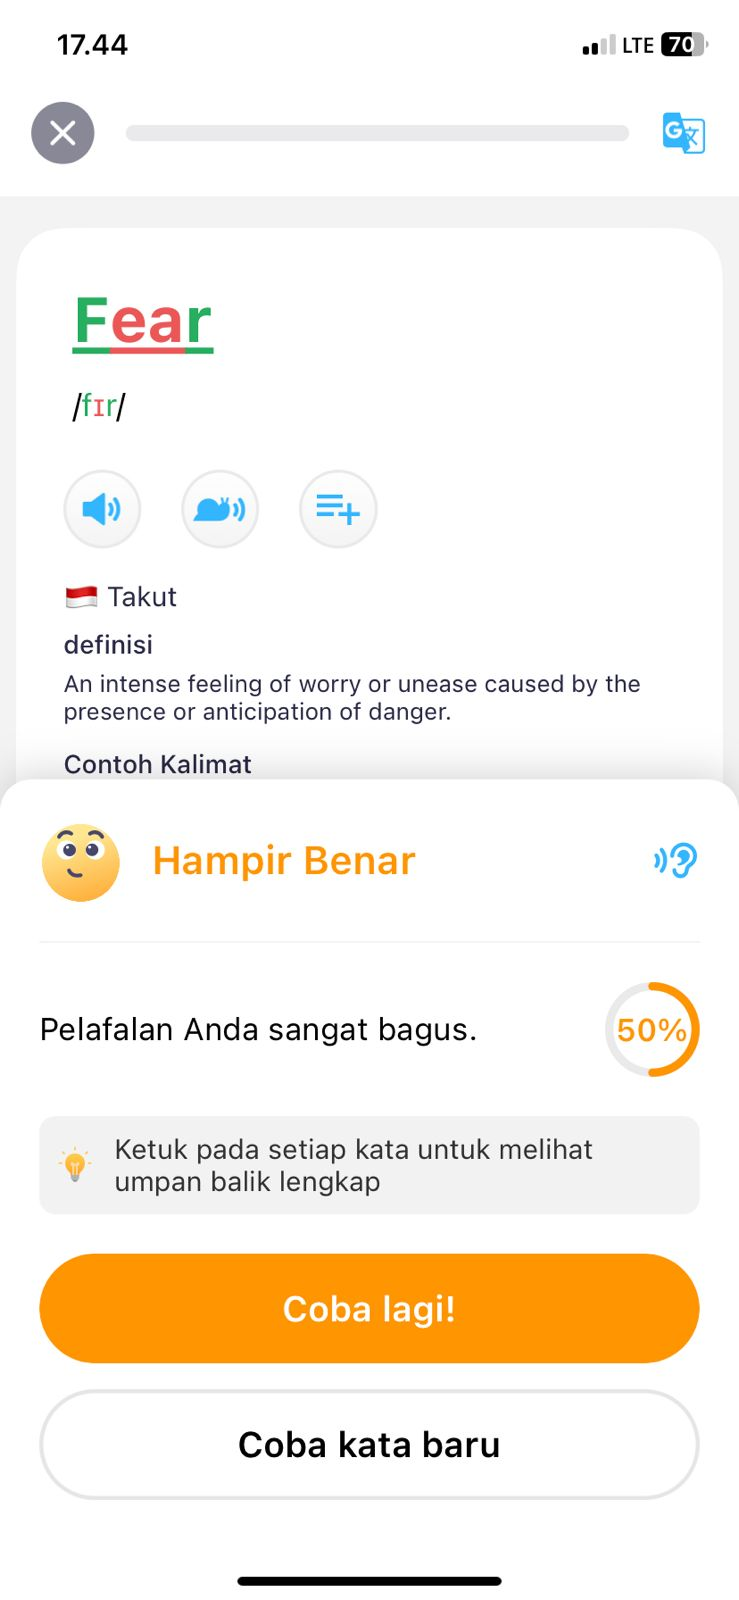 17.44
LTE 70
Fear
/fɪr/
Takut
definisi
An intense feeling of worry or unease caused by the
presence or anticipation of danger.
Contoh Kalimat
Hampir Benar
Pelafalan Anda sangat bagus.
50%
Ketuk pada setiap kata untuk melihat
umpan balik lengkap
Coba lagi!
Coba kata baru